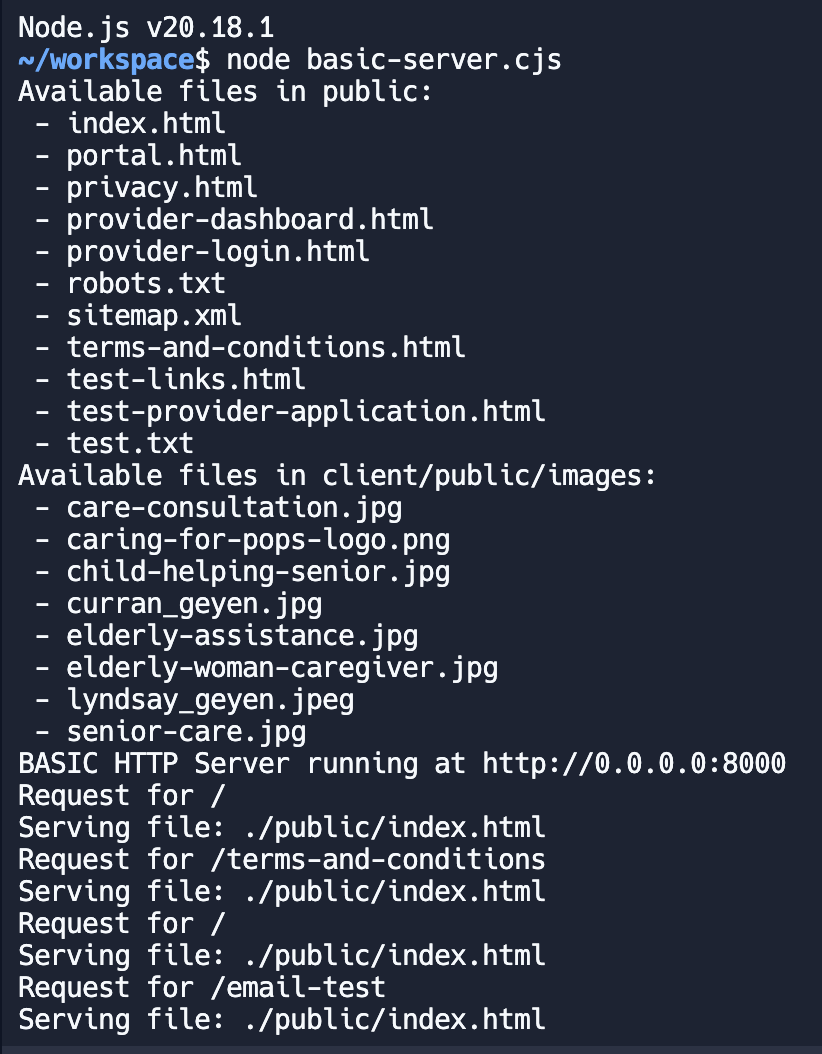 Node.js v20.18.1
~/workspace$ node basic-server.cjs
Available files in public:
 - index.html
 - portal.html
 - privacy.html
 - provider-dashboard.html
 - provider-login.html
 - robots.txt
 - sitemap.xml
 - terms-and-conditions.html
 - test-links.html
 - test-provider-application.html
 - test.txt
Available files in client/public/images:
 - care-consultation.jpg
 - caring-for-pops-logo.png
 - child-helping-senior.jpg
 - curran_geyen.jpg
 - elderly-assistance.jpg
 - elderly-woman-caregiver.jpg
 - lyndsay_geyen.jpeg
 - senior-care.jpg
BASIC HTTP Server running at http://0.0.0.0:8000
Request for /
Serving file: ./public/index.html
Request for /terms-and-conditions
Serving file: ./public/index.html
Request for /
Serving file: ./public/index.html
Request for /email-test
Serving file: ./public/index.html